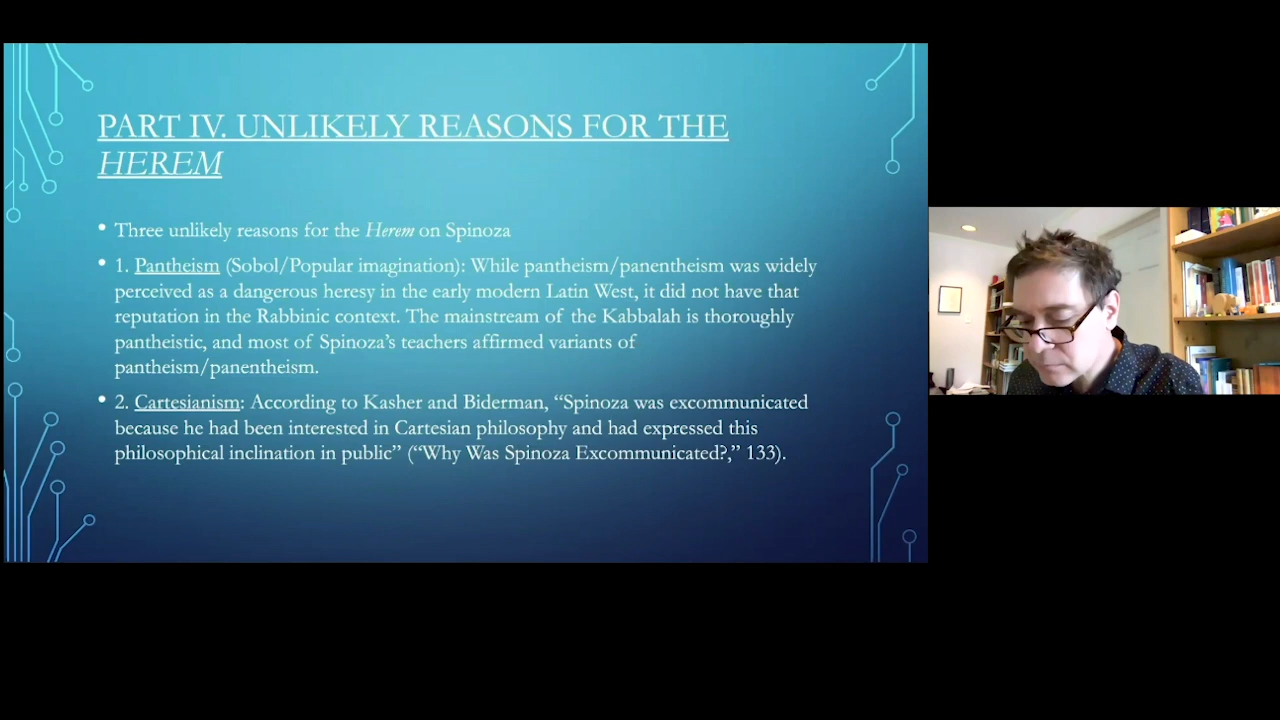 PART IV. UNLIKELY REASONS FOR THE
HEREM
• Three unlikely reasons for the Herem on Spinoza
• 1. Pantheism (Sobol/Popular imagination): While pantheism/panentheism was widely
perceived as a dangerous heresy in the early modern Latin West, it did not have that
reputation in the Rabbinic context. The mainstream of the Kabbalah is thoroughly
pantheistic, and most of Spinoza’s teachers affirmed variants of
pantheism/panentheism.
• 2. Cartesianism: According to Kasher and Biderman, “Spinoza was excommunicated
because he had been interested in Cartesian philosophy and had expressed this
philosophical inclination in public” (“Why Was Spinoza Excommunicated?,” 133).